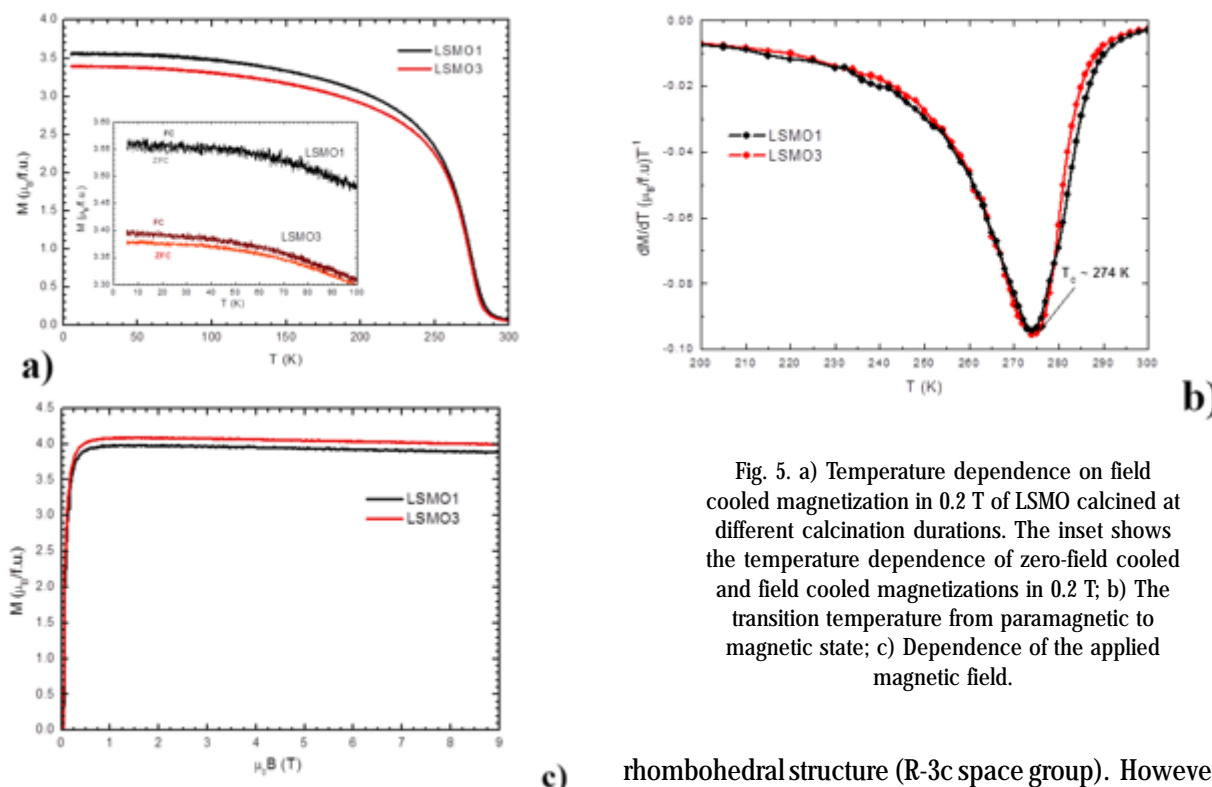 4.0
3.5
3.0
2.5
2.0
1.5
1.0
0.5
0.0
M (μB/f.u.)
LSMO1
LSMO3
3.60
3.50
3.40
3.30
M (μB/f.u.)
FC
ZFC
LSMO1
FC
LSMO3
ZFC
0 10 20 30 40 50 60 70 80 90 100
T (K)
0 50 100 150 200 250 300
T (K)
a)
0.00
-0.02
-0.04
-0.06
-0.08
-0.10
dM/dT (μB/f.u)T⁻¹
LSMO1
LSMO3
Tc ~ 274 K
200 210 220 230 240 250 260 270 280 290 300
T (K)
b)
4.5
4.0
3.5
3.0
2.5
2.0
1.5
1.0
0.5
0.0
M (μB/f.u.)
LSMO1
LSMO3
0 1 2 3 4 5 6 7 8 9
μ0B (T)
c)
Fig. 5. a) Temperature dependence on field
cooled magnetization in 0.2 T of LSMO calcined at
different calcination durations. The inset shows
the temperature dependence of zero-field cooled
and field cooled magnetizations in 0.2 T; b) The
transition temperature from paramagnetic to
magnetic state; c) Dependence of the applied
magnetic field.
rhombohedral structure (R-3c space group). Howeve